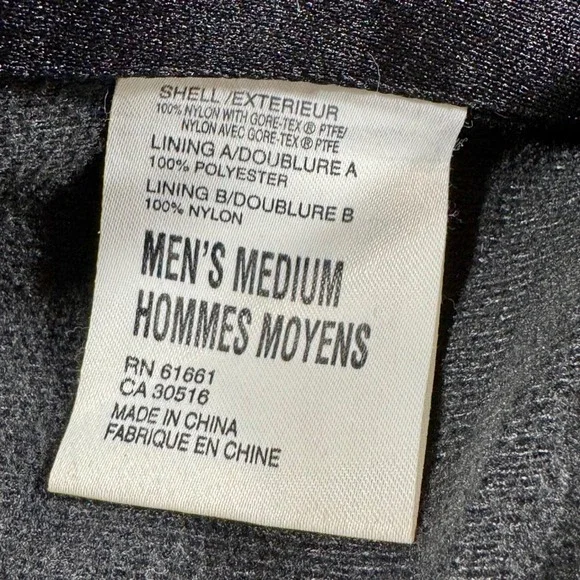 SHELL/EXTERIEUR
100% NYLON WITH GORE-TEX® PTFE/
NYLON AVEC GORE-TEX® PTFE
LINING A/DOUBLURE A
100% POLYESTER
LINING B/DOUBLURE B
100% NYLON
MEN'S MEDIUM
HOMMES MOYENS
RN 61661
CA 30516
MADE IN CHINA
FABRIQUE EN CHINE